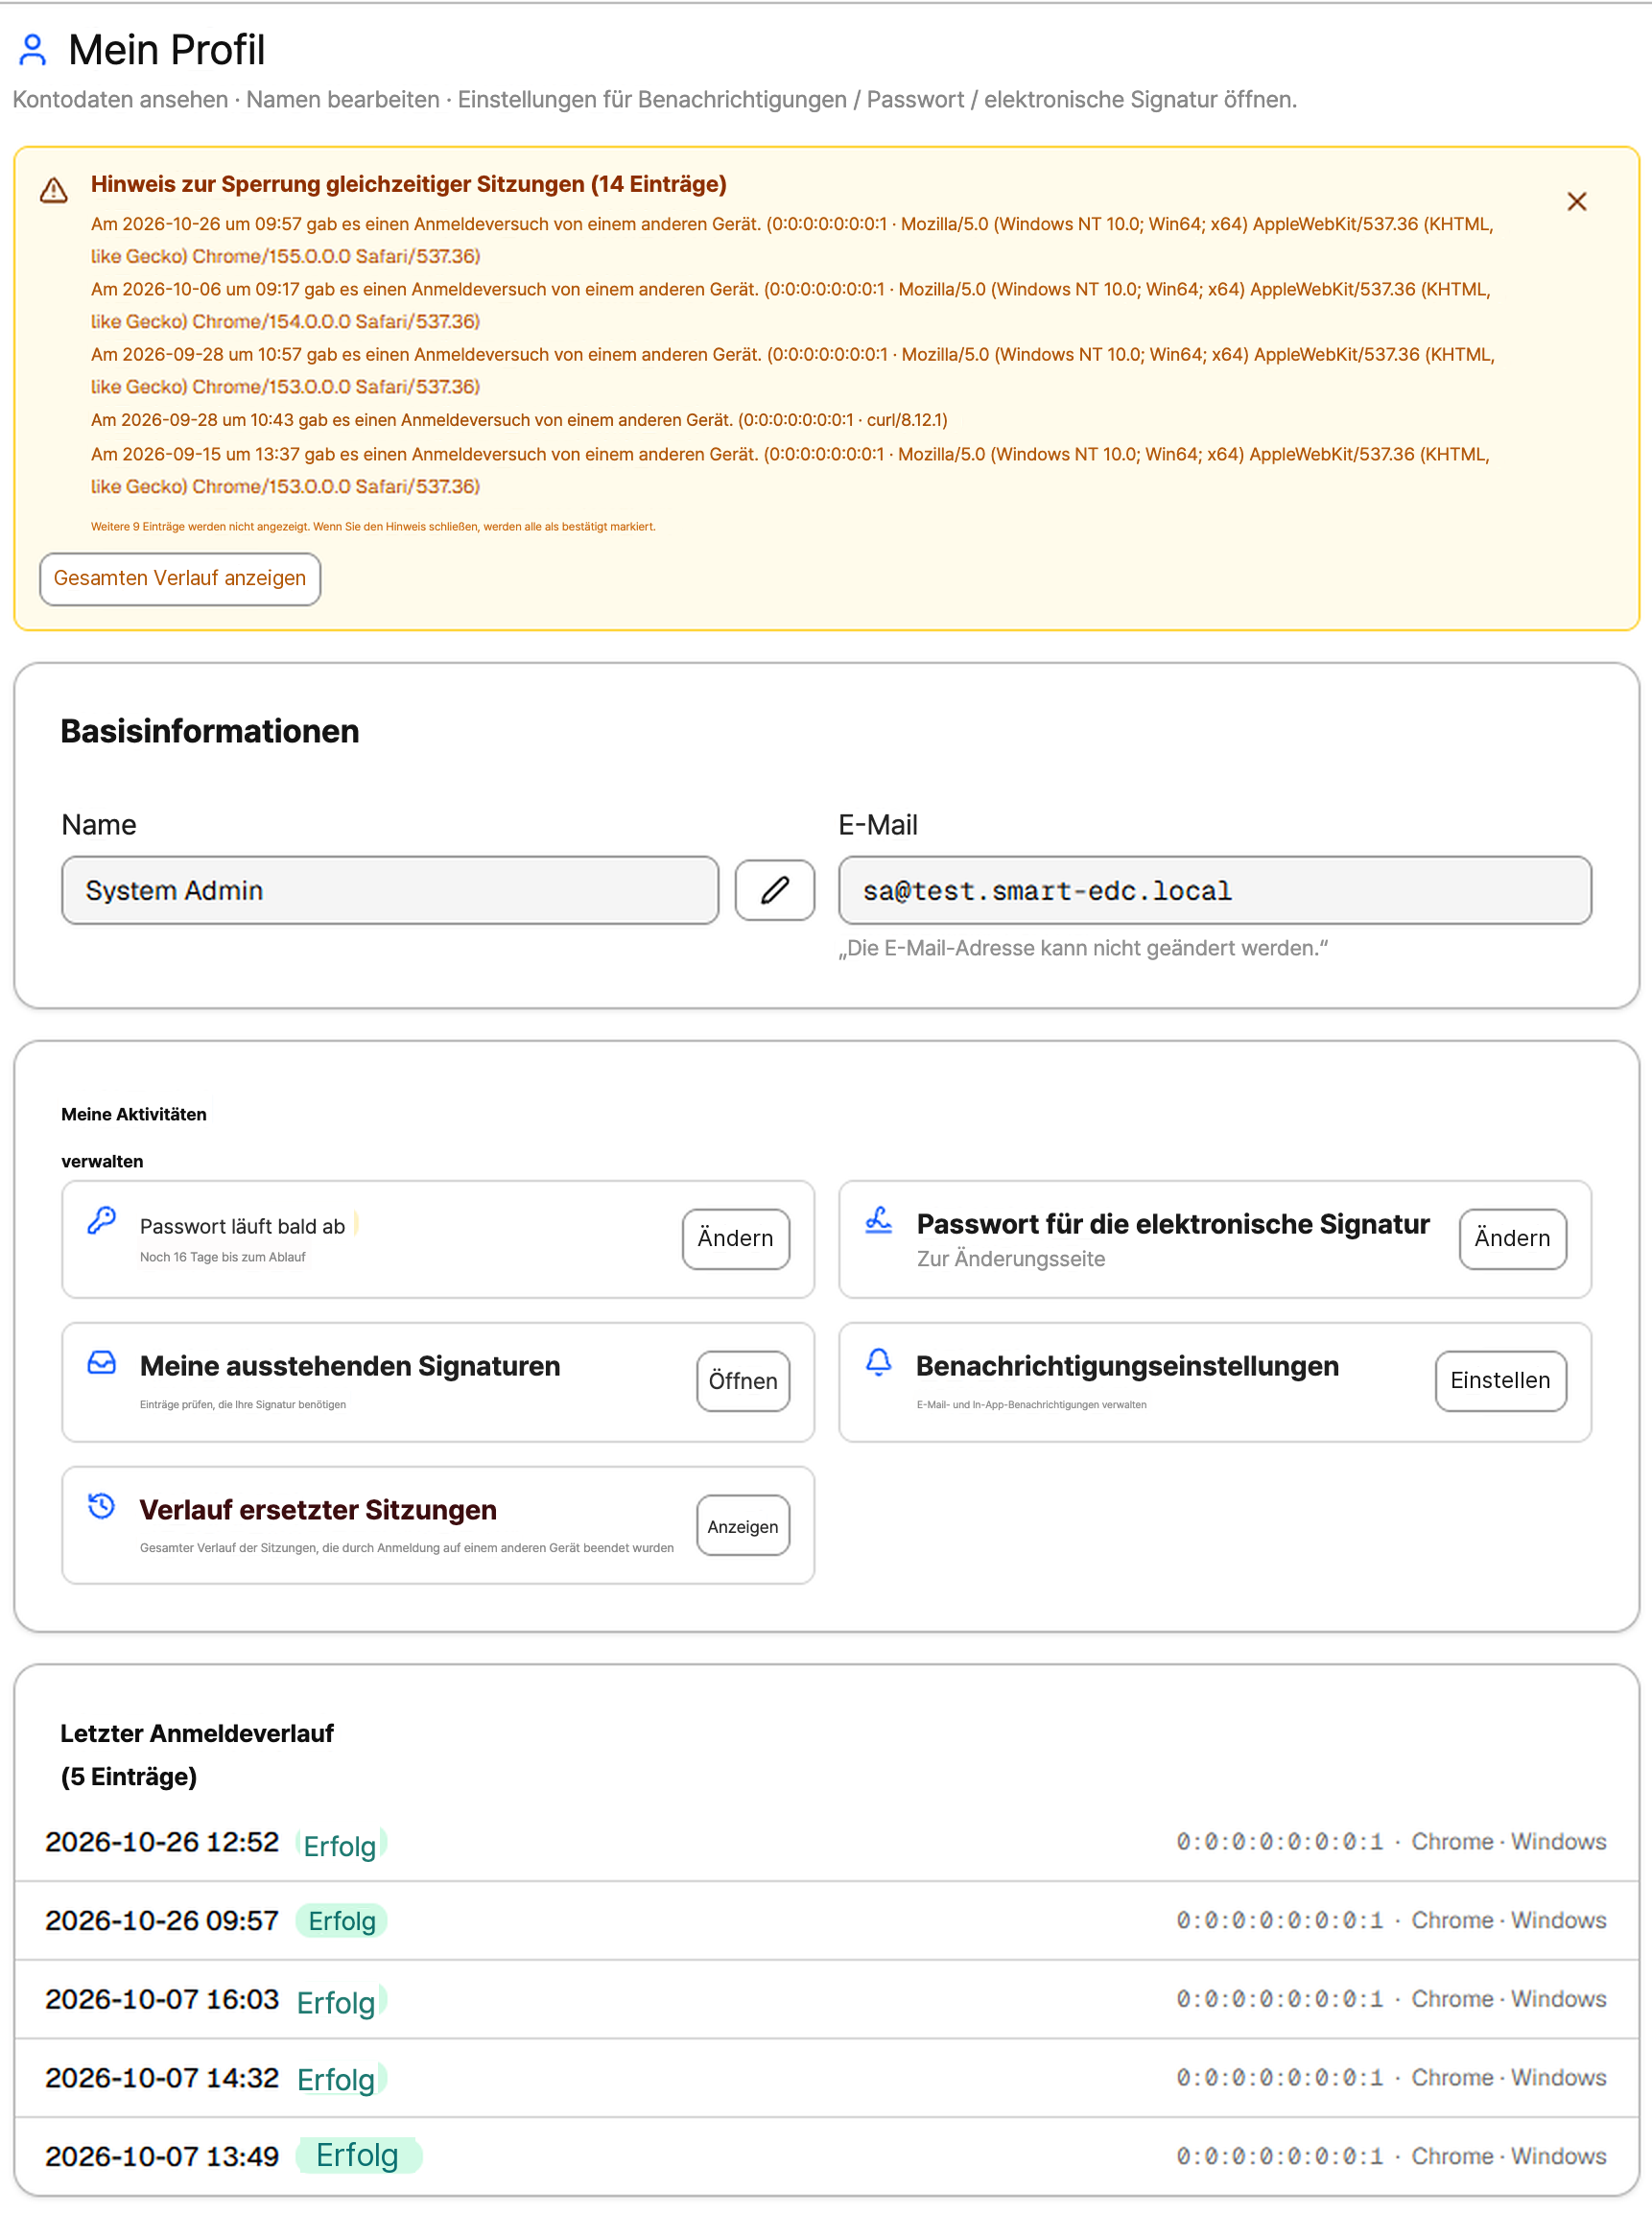 Mein Profil
Kontodaten ansehen · Namen bearbeiten · Einstellungen für Benachrichtigungen / Passwort / elektronische Signatur öffnen.
Hinweis zur Sperrung gleichzeitiger Sitzungen (14 Einträge)
Am 2026-10-26 um 09:57 gab es einen Anmeldeversuch von einem anderen Gerät. (0:0:0:0:0:0:0:1 · Mozilla/5.0 (Windows NT 10.0; Win64; x64) AppleWebKit/537.36 (KHTML,
like Gecko) Chrome/155.0.0.0 Safari/537.36)
Am 2026-10-06 um 09:17 gab es einen Anmeldeversuch von einem anderen Gerät. (0:0:0:0:0:0:0:1 · Mozilla/5.0 (Windows NT 10.0; Win64; x64) AppleWebKit/537.36 (KHTML,
like Gecko) Chrome/154.0.0.0 Safari/537.36)
Am 2026-09-28 um 10:57 gab es einen Anmeldeversuch von einem anderen Gerät. (0:0:0:0:0:0:0:1 · Mozilla/5.0 (Windows NT 10.0; Win64; x64) AppleWebKit/537.36 (KHTML,
like Gecko) Chrome/153.0.0.0 Safari/537.36)
Am 2026-09-28 um 10:43 gab es einen Anmeldeversuch von einem anderen Gerät. (0:0:0:0:0:0:0:1 · curl/8.12.1)
Am 2026-09-15 um 13:37 gab es einen Anmeldeversuch von einem anderen Gerät. (0:0:0:0:0:0:0:1 · Mozilla/5.0 (Windows NT 10.0; Win64; x64) AppleWebKit/537.36 (KHTML,
like Gecko) Chrome/153.0.0.0 Safari/537.36)
Weitere 9 Einträge werden nicht angezeigt. Wenn Sie den Hinweis schließen, werden alle als bestätigt markiert.
Gesamten Verlauf anzeigen
Basisinformationen
Name
E-Mail
System Admin
sa@test.smart-edc.local
„Die E-Mail-Adresse kann nicht geändert werden.“
Meine Aktivitäten
verwalten
Passwort läuft bald ab
Noch 16 Tage bis zum Ablauf
Ändern
Passwort für die elektronische Signatur
Zur Änderungsseite
Ändern
Meine ausstehenden Signaturen
Einträge prüfen, die Ihre Signatur benötigen
Öffnen
Benachrichtigungseinstellungen
E-Mail- und In-App-Benachrichtigungen verwalten
Einstellen
Verlauf ersetzter Sitzungen
Gesamter Verlauf der Sitzungen, die durch Anmeldung auf einem anderen Gerät beendet wurden
Anzeigen
Letzter Anmeldeverlauf
(5 Einträge)
2026-10-26 12:52 Erfolg 0:0:0:0:0:0:0:1 · Chrome · Windows
2026-10-26 09:57 Erfolg 0:0:0:0:0:0:0:1 · Chrome · Windows
2026-10-07 16:03 Erfolg 0:0:0:0:0:0:0:1 · Chrome · Windows
2026-10-07 14:32 Erfolg 0:0:0:0:0:0:0:1 · Chrome · Windows
2026-10-07 13:49 Erfolg 0:0:0:0:0:0:0:1 · Chrome · Windows